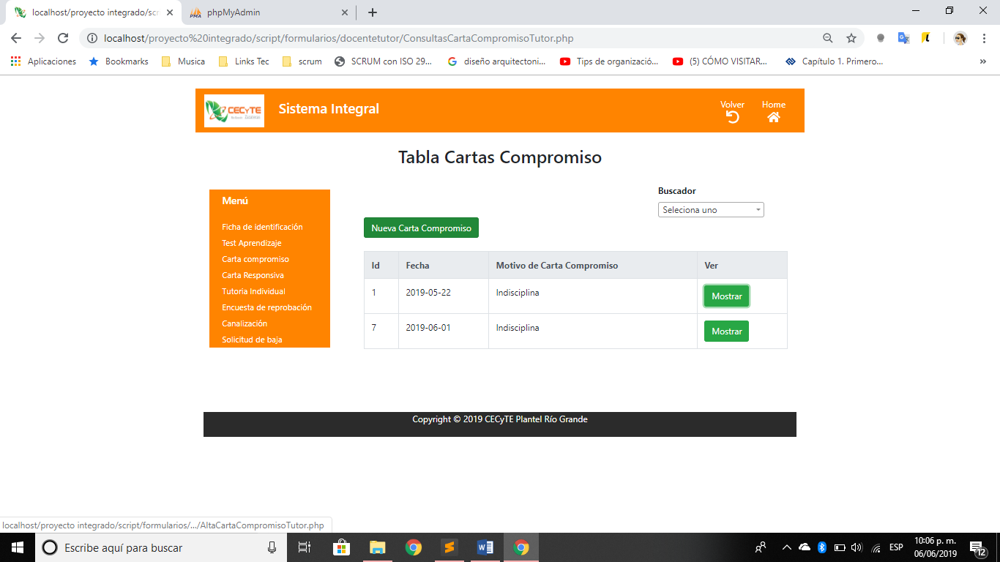 localhost/proyecto integrado/scr
phpMyAdmin
localhost/proyecto%20integrado/script/formularios/docentetutor/ConsultasCartaCompromisoTutor.php
Aplicaciones
Bookmarks
Musica
Links Tec
scrum
SCRUM con ISO 29...
diseño arquitectoni...
Tips de organizació...
(5) CÓMO VISITAR...
Capítulo 1. Primero...
»
CECyTE
Sistema Integral
Volver
Home
Tabla Cartas Compromiso
Menú
Ficha de identificación
Test Aprendizaje
Carta compromiso
Carta Responsiva
Tutoria Individual
Encuesta de reprobación
Canalización
Solicitud de baja
Buscador
Seleciona uno
Nueva Carta Compromiso
Id Fecha Motivo de Carta Compromiso Ver
1 2019-05-22 Indisciplina Mostrar
7 2019-06-01 Indisciplina Mostrar
Copyright © 2019 CECyTE Plantel Río Grande
localhost/proyecto integrado/script/formularios/.../AltaCartaCompromisoTutor.php
Escribe aquí para buscar
ESP
10:06 p. m.
06/06/2019
12